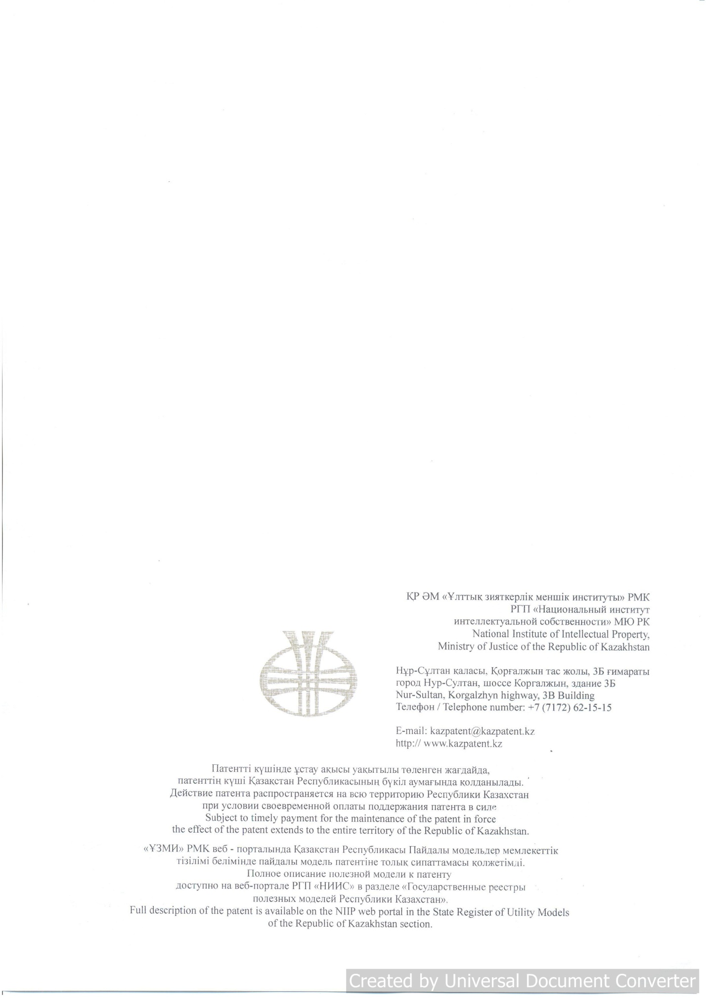 ҚР ӘМ «Ұлттық зияткерлік меншік институты» РМК
РГП «Национальный институт
интеллектуальной собственности» МЮ РК
National Institute of Intellectual Property,
Ministry of Justice of the Republic of Kazakhstan
Нұр-Сұлтан қаласы, Қорғалжын тас жолы, 3Б ғимараты
город Нур-Султан, шоссе Коргалжын, здание 3Б
Nur-Sultan, Korgalzhyn highway, 3B Building
Телефон / Telephone number: +7 (7172) 62-15-15
E-mail: kazpatent@kazpatent.kz
http:// www.kazpatent.kz
Патентті күшінде ұстау ақысы уақытылы төленген жағдайда,
патенттің күші Қазақстан Республикасының бүкіл аумағында қолданылады.
Действие патента распространяется на всю территорию Республики Казахстан
при условии своевременной оплаты поддержания патента в силе
Subject to timely payment for the maintenance of the patent in force
the effect of the patent extends to the entire territory of the Republic of Kazakhstan.
«ҰЗМИ» РМК веб - порталында Қазақстан Республикасы Пайдалы модельдер мемлекеттік
тізілімі белімінде пайдалы модель патентіне толық сипаттамасы қолжетімді.
Полное описание полезной модели к патенту
доступно на веб-портале РГП «НИИС» в разделе «Государственные реестры
полезных моделей Республики Казахстан».
Full description of the patent is available on the NIIP web portal in the State Register of Utility Models
of the Republic of Kazakhstan section.
Created by Universal Document Converter